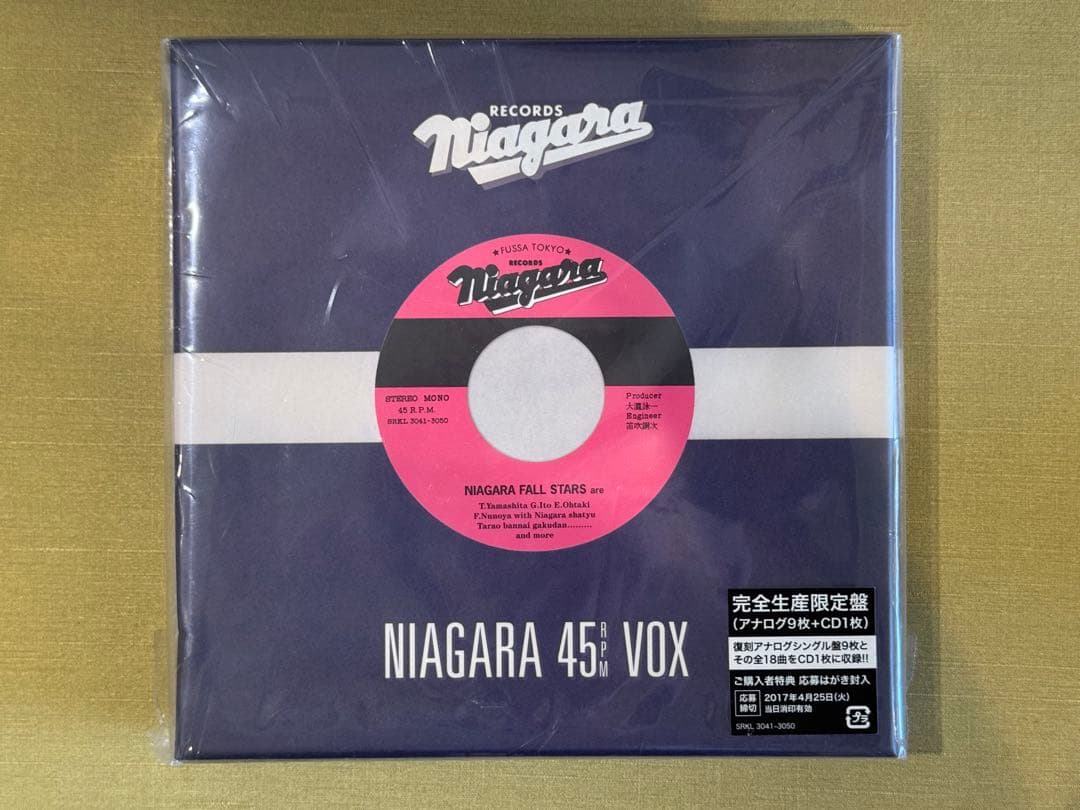 RECORDS
Niagara
★FUSSA TOKYO★
RECORDS
Niagara
STEREO MONO
45 R.P.M.
SRKL 3041-3050
Producer
大瀧詠一
Engineer
笛吹銅次
NIAGARA FALL STARS are
T.Yamashita G.Ito E.Ohtaki
F.Nunoya with Niagara shatyu
Tarao bannai gakudan.........
and more
NIAGARA 45RPM VOX
完全生産限定盤
(アナログ9枚+CD1枚)
復刻アナログシングル盤9枚と
その全18曲をCD1枚に収録!!
ご購入者特典 応募はがき封入
応募締切 2017年4月25日(火)
当日消印有効
プラ
SRKL 3041-3050